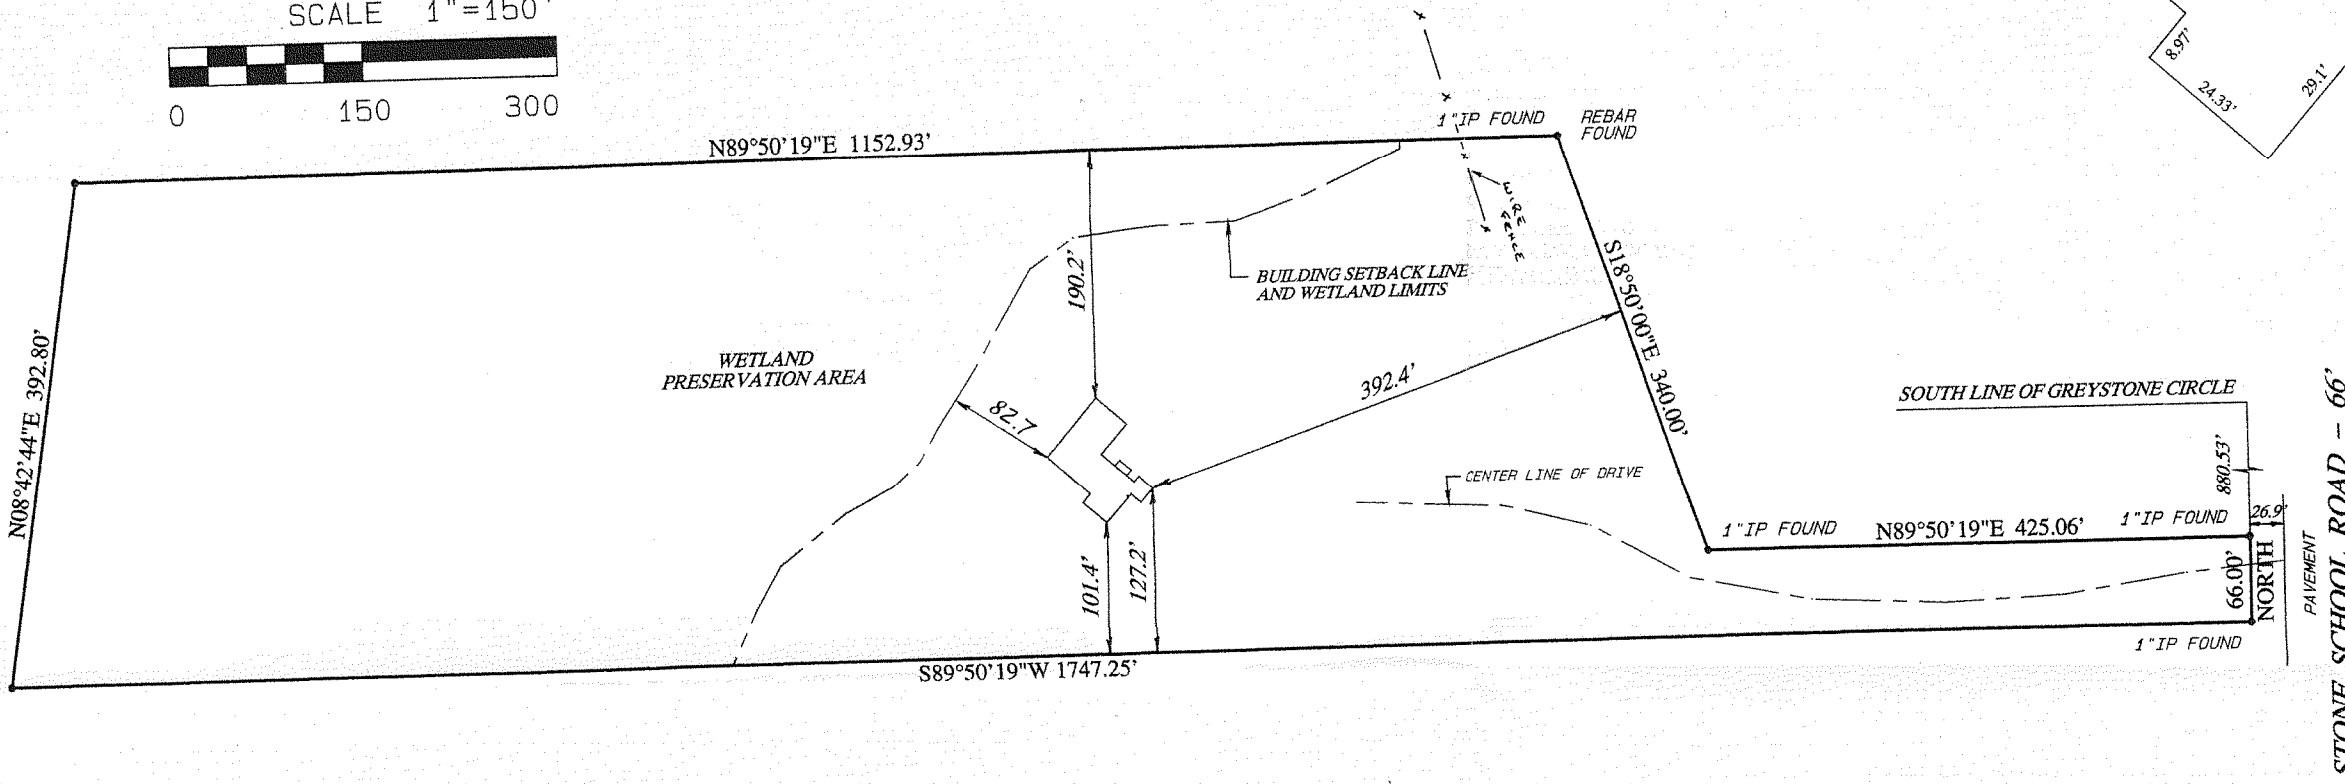 SCALE 1"=150'
0 150 300
8.97'
24.33'
29.1'
N89°50'19"E 1152.93'
1"IP FOUND
REBAR
FOUND
WIRE
FENCE
190.2'
BUILDING SETBACK LINE
AND WETLAND LIMITS
S18°50'00"E 340.00'
N08°42'44"E 392.80'
WETLAND
PRESERVATION AREA
82.7
392.4'
SOUTH LINE OF GREYSTONE CIRCLE
880.53'
CENTER LINE OF DRIVE
1"IP FOUND
N89°50'19"E 425.06'
1"IP FOUND
26.9'
101.4'
127.2'
66.00'
NORTH
PAVEMENT
STONE SCHOOL ROAD - 66'
1"IP FOUND
S89°50'19"W 1747.25'